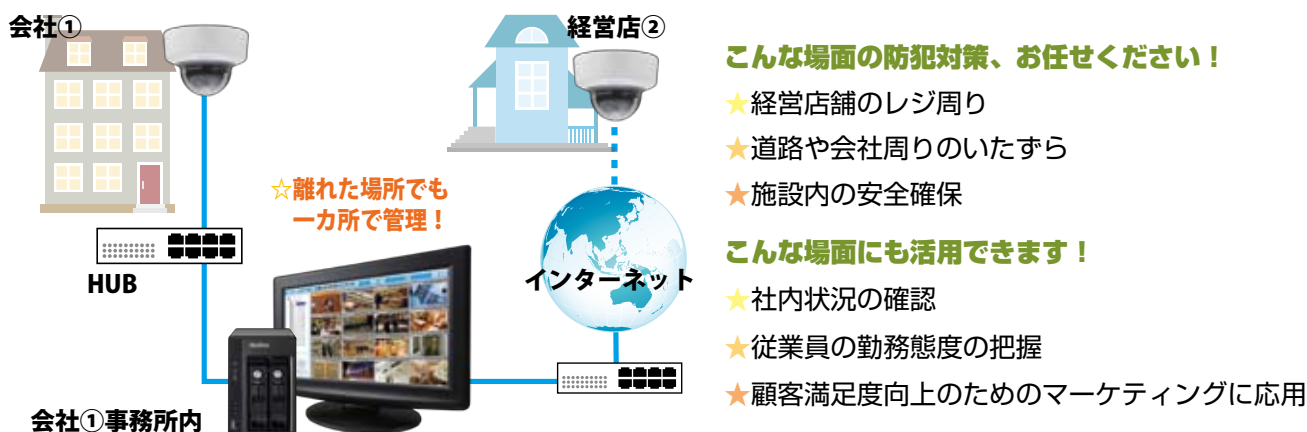 会社①
経営店②
☆離れた場所でも
一カ所で管理！
HUB
インターネット
会社①事務所内
こんな場面の防犯対策、お任せください！
★経営店舗のレジ周り
★道路や会社周りのいたずら
★施設内の安全確保
こんな場面にも活用できます！
★社内状況の確認
★従業員の勤務態度の把握
★顧客満足度向上のためのマーケティングに応用